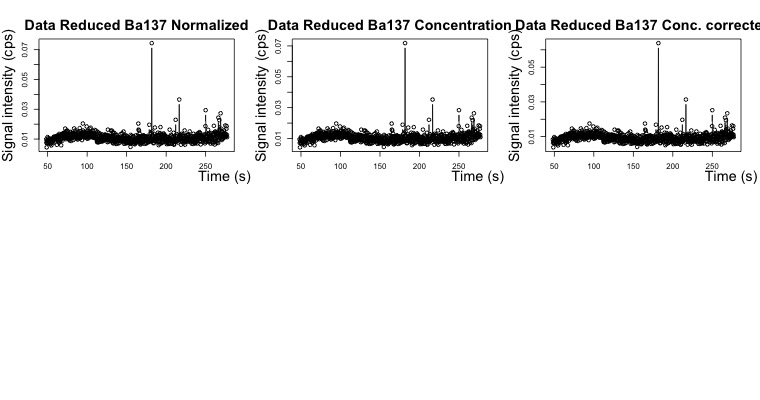 Data Reduced Ba137 Normalized
Signal intensity (cps)
0.01 0.03 0.05 0.07
50 100 150 200 250
Time (s)
Data Reduced Ba137 Concentration
Signal intensity (cps)
0.01 0.03 0.05 0.07
50 100 150 200 250
Time (s)
Data Reduced Ba137 Conc. correcte
Signal intensity (cps)
0.01 0.03 0.05
50 100 150 200 250
Time (s)